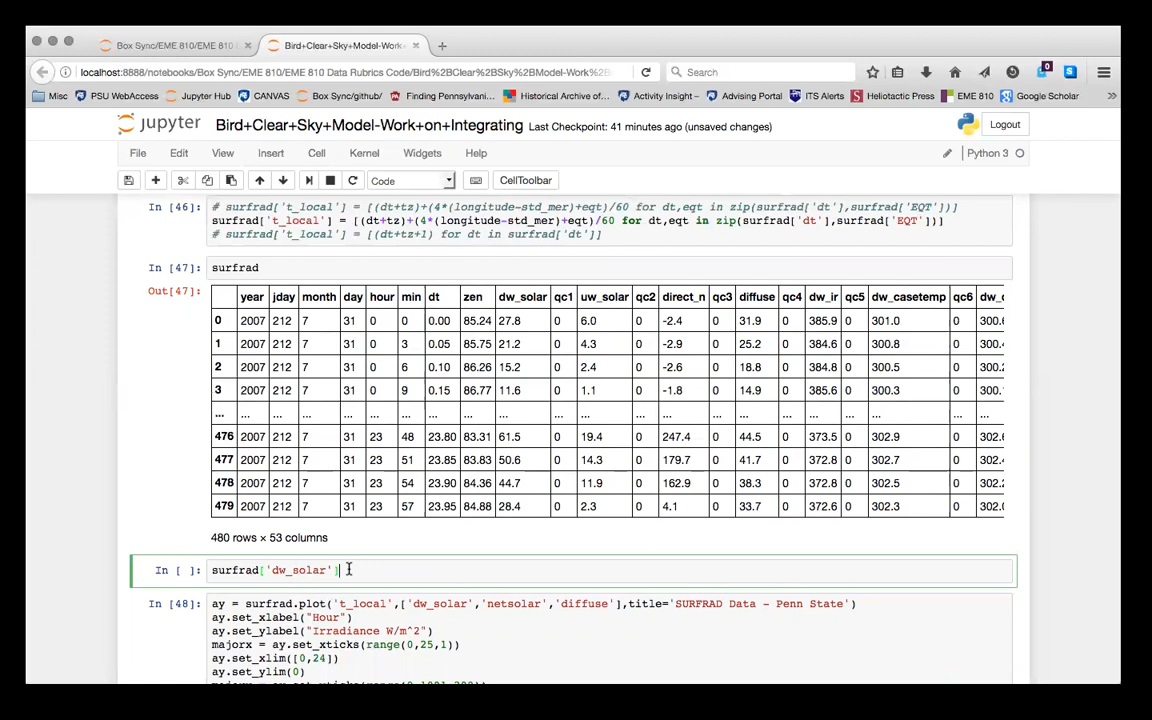 Box Sync/EME 810/EME 810 × Bird+Clear+Sky+Model-Work... × +
localhost:8888/notebooks/Box Sync/EME 810/EME 810 Data Rubrics Code/Bird%2BClear%2BSky%2BModel-Work%2B Search 0
Misc PSU WebAccess Jupyter Hub CANVAS Box Sync/github/ Finding Pennsylvani... Historical Archive of... Activity Insight – Advising Portal ITS Alerts Heliotactic Press EME 810 Google Scholar »
jupyter Bird+Clear+Sky+Model-Work+on+Integrating Last Checkpoint: 41 minutes ago (unsaved changes) Logout
File Edit View Insert Cell Kernel Widgets Help Python 3
Code CellToolbar
In [46]: # surfrad['t_local'] = [(dt+tz)+(4*(longitude-std_mer)+eqt)/60 for dt,eqt in zip(surfrad['dt'],surfrad['EQT'])]
surfrad['t_local'] = [(dt+tz)+(4*(longitude-std_mer)+eqt)/60 for dt,eqt in zip(surfrad['dt'],surfrad['EQT'])]
# surfrad['t_local'] = [(dt+tz+1) for dt in surfrad['dt']]
In [47]: surfrad
Out[47]:
year jday month day hour min dt zen dw_solar qc1 uw_solar qc2 direct_n qc3 diffuse qc4 dw_ir qc5 dw_casetemp qc6
0 2007 212 7 31 0 0 0.00 85.24 27.8 0 6.0 0 -2.4 0 31.9 0 385.9 0 301.0 0
1 2007 212 7 31 0 3 0.05 85.75 21.2 0 4.3 0 -2.9 0 25.2 0 384.6 0 300.8 0
2 2007 212 7 31 0 6 0.10 86.26 15.2 0 2.4 0 -2.6 0 18.8 0 384.8 0 300.5 0
3 2007 212 7 31 0 9 0.15 86.77 11.6 0 1.1 0 -1.8 0 14.9 0 385.6 0 300.3 0
... ... ... ... ... ... ... ... ... ... ... ... ... ... ... ... ... ... ... ... ...
476 2007 212 7 31 23 48 23.80 83.31 61.5 0 19.4 0 247.4 0 44.5 0 373.5 0 302.9 0
477 2007 212 7 31 23 51 23.85 83.83 50.6 0 14.3 0 179.7 0 41.7 0 372.8 0 302.7 0
478 2007 212 7 31 23 54 23.90 84.36 44.7 0 11.9 0 162.9 0 38.3 0 372.8 0 302.5 0
479 2007 212 7 31 23 57 23.95 84.88 28.4 0 2.3 0 4.1 0 33.7 0 372.6 0 302.3 0
480 rows × 53 columns
In [ ]: surfrad['dw_solar']
In [48]: ay = surfrad.plot('t_local',['dw_solar','netsolar','diffuse'],title='SURFRAD Data - Penn State')
ay.set_xlabel("Hour")
ay.set_ylabel("Irradiance W/m^2")
majorx = ay.set_xticks(range(0,25,1))
ay.set_xlim([0,24])
ay.set_ylim(0)